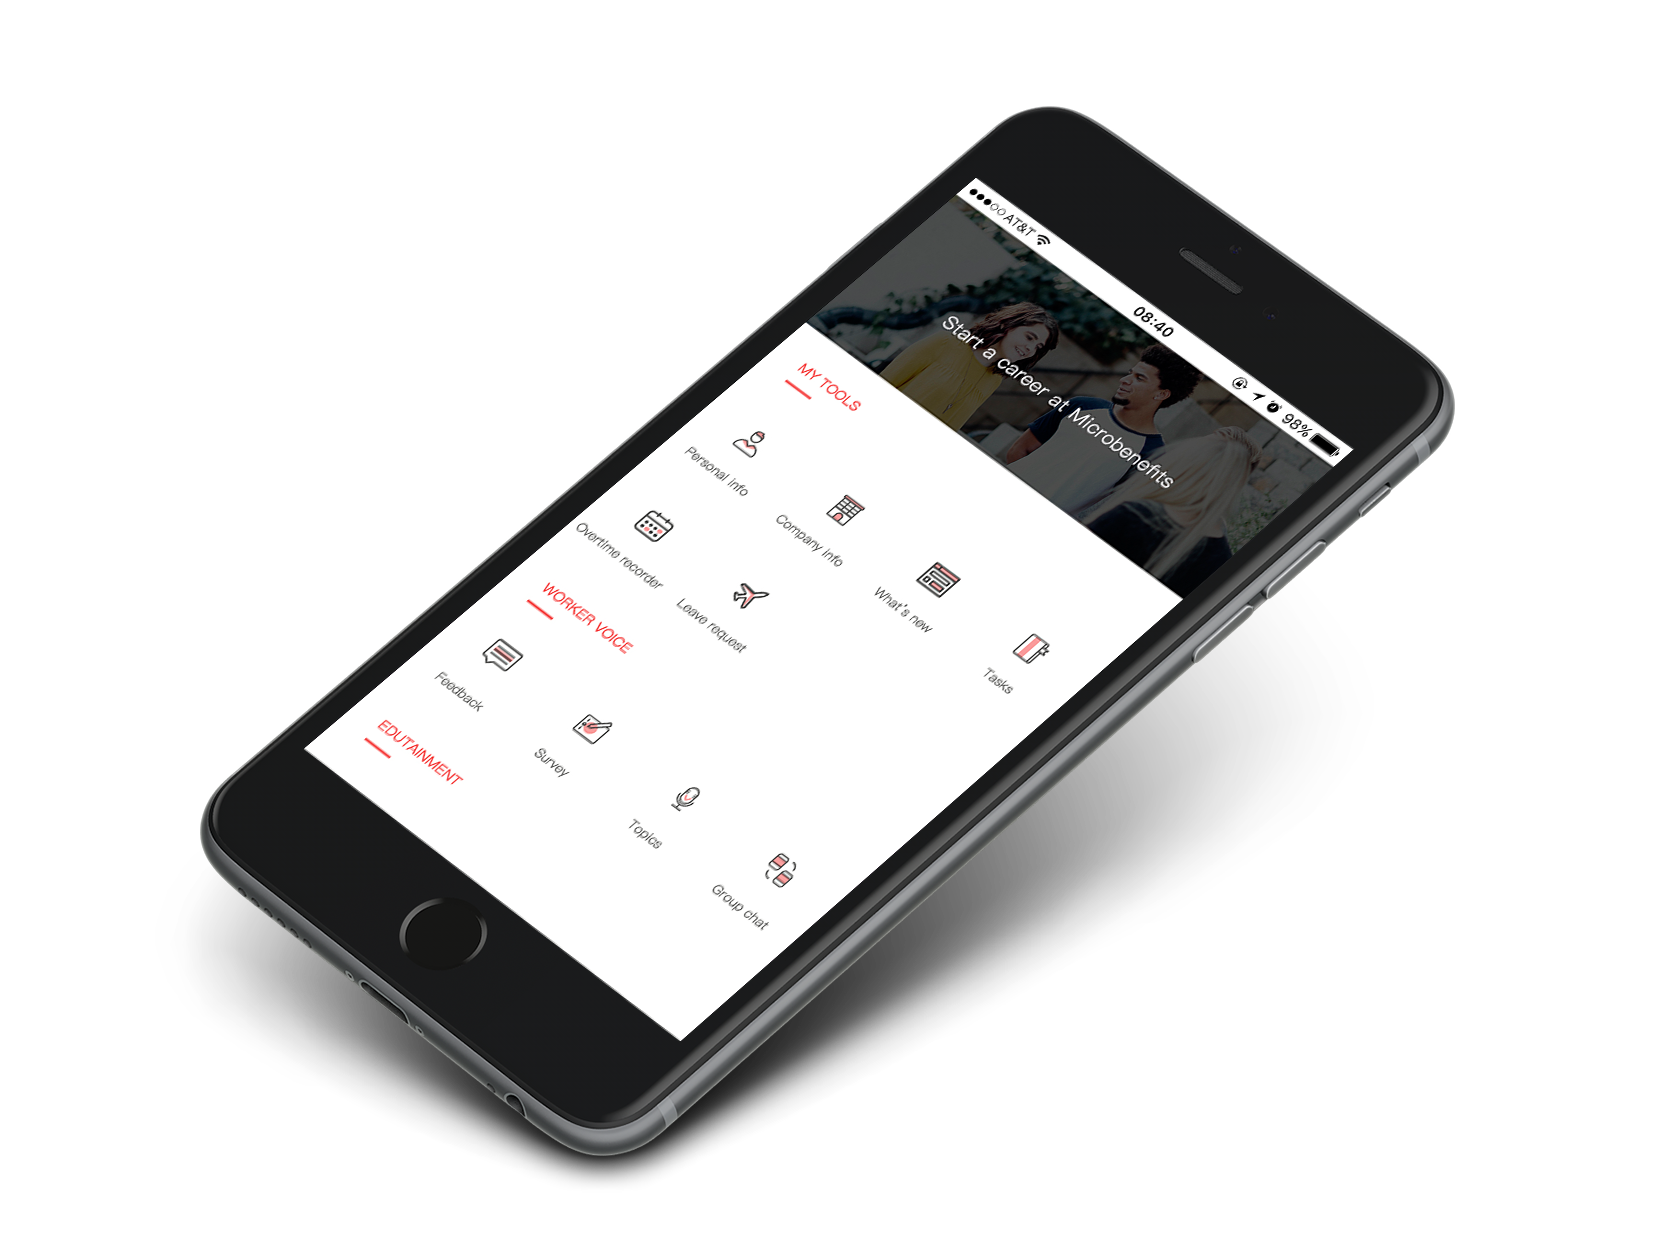 AT&T
08:40
98%
Start a career at Microbenefits
MY TOOLS
Personal info
Company info
What's new
Tasks
Overtime recorder
Leave request
WORKER VOICE
Feedback
Survey
Topics
Group chat
EDUTAINMENT